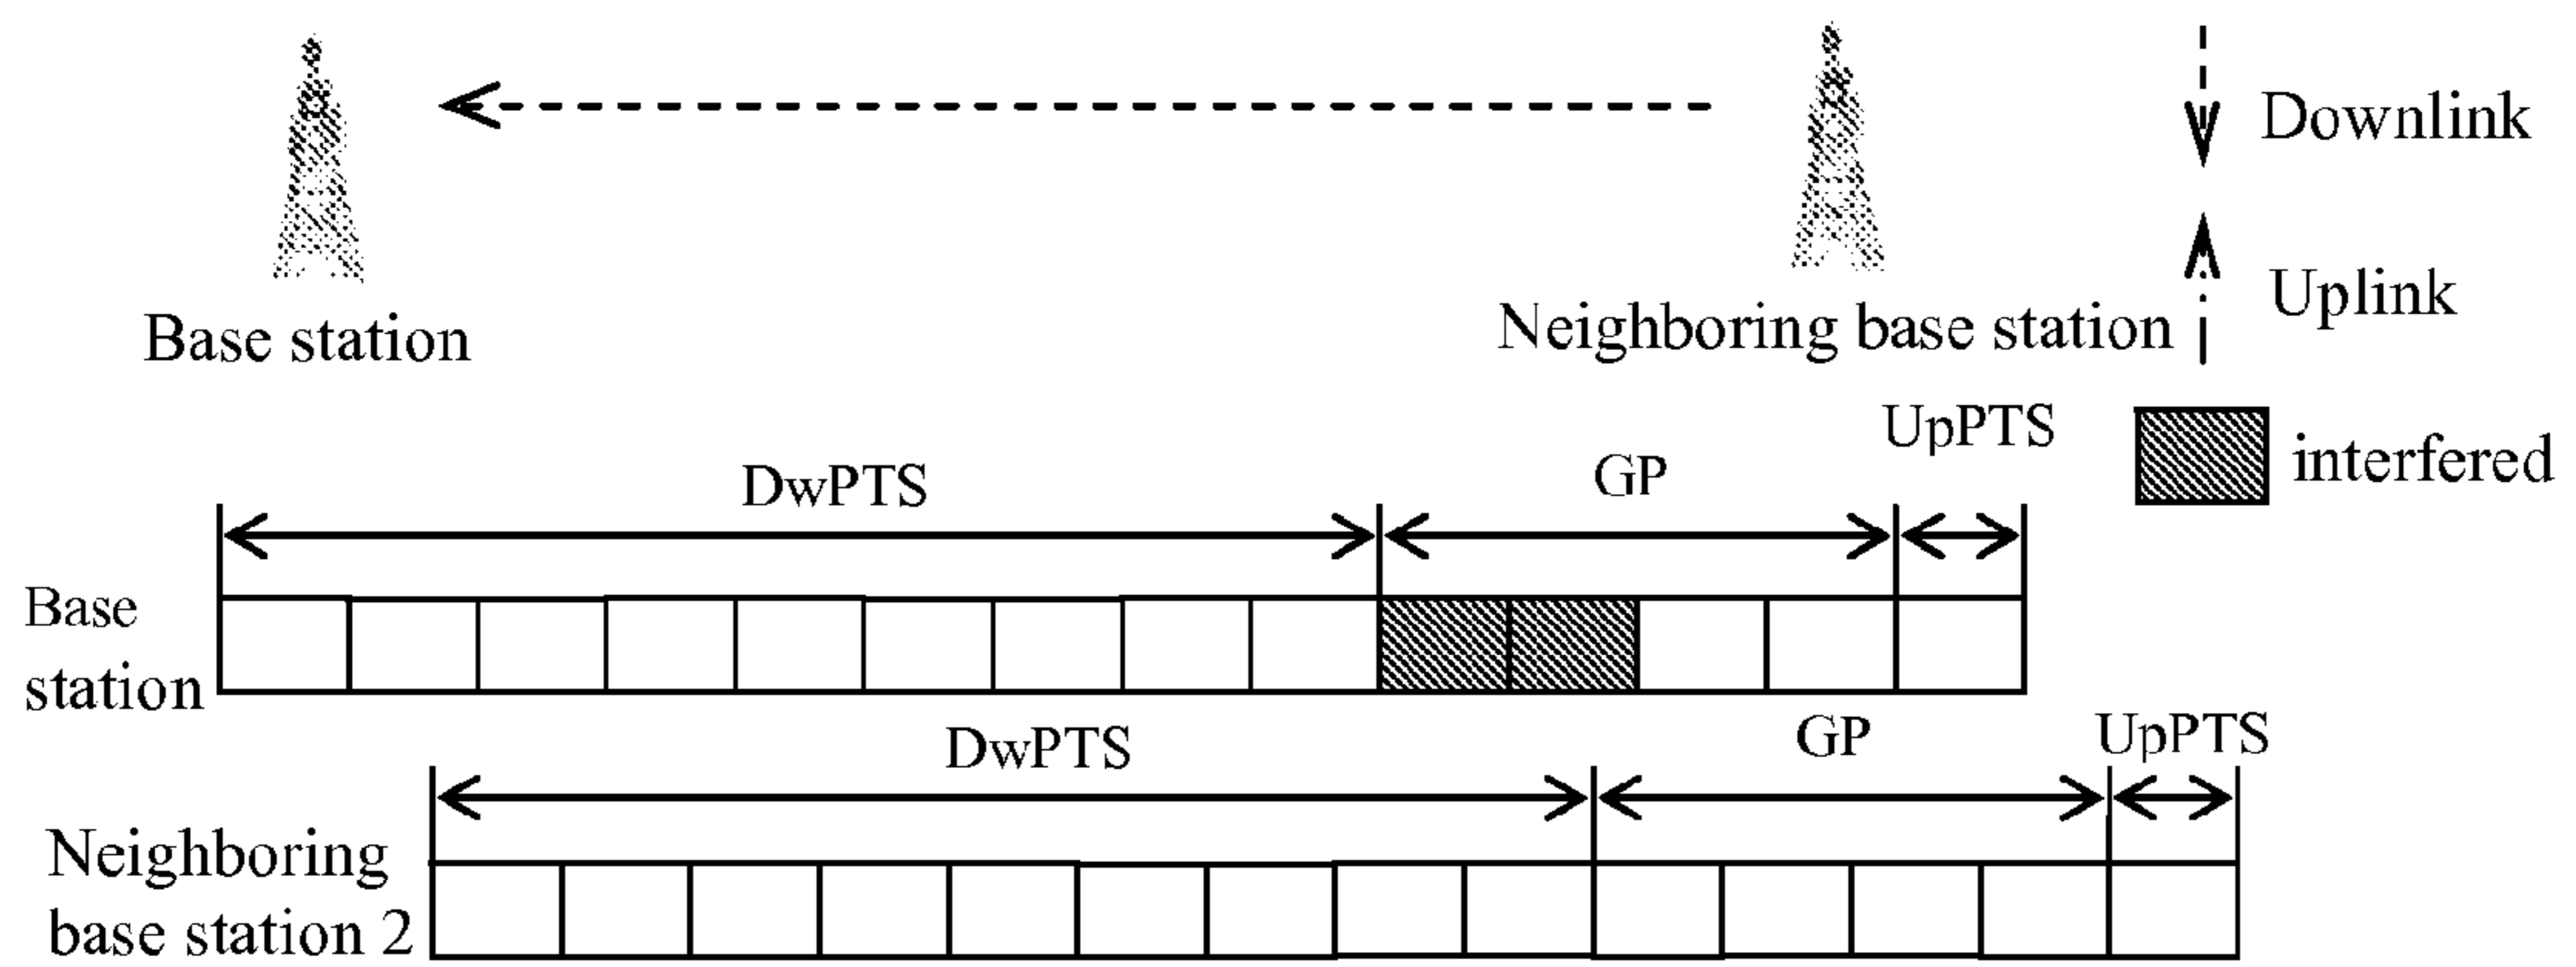 Downlink
Uplink
Base station
Neighboring base station
UpPTS
DwPTS
GP
interfered
Base
station
DwPTS
GP
UpPTS
Neighboring
base station 2